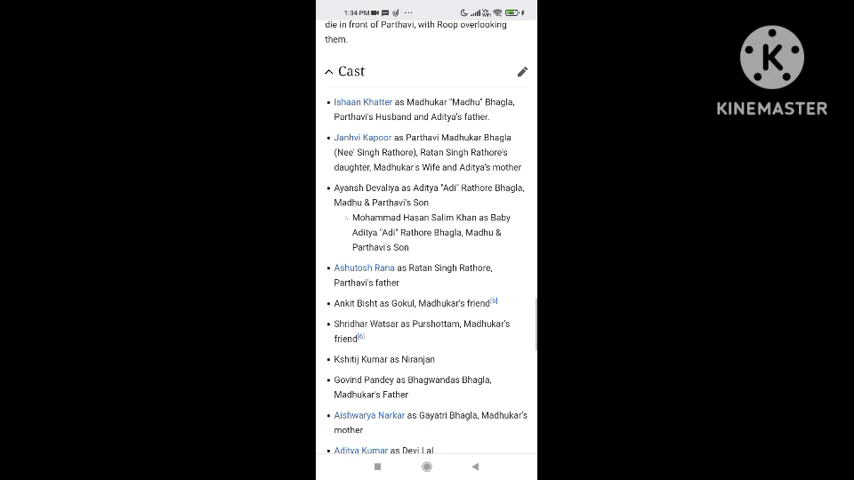 1:34 PM
die in front of Parthavi, with Roop overlooking
them.
Cast
Ishaan Khatter as Madhukar "Madhu" Bhagla,
Parthavi's Husband and Aditya's father.
Janhvi Kapoor as Parthavi Madhukar Bhagla
(Nee' Singh Rathore), Ratan Singh Rathore's
daughter, Madhukar's Wife and Aditya's mother
Ayansh Devaliya as Aditya "Adi" Rathore Bhagla,
Madhu & Parthavi's Son
Mohammad Hasan Salim Khan as Baby
Aditya "Adi" Rathore Bhagla, Madhu &
Parthavi's Son
Ashutosh Rana as Ratan Singh Rathore,
Parthavi's father
Ankit Bisht as Gokul, Madhukar's friend[6]
Shridhar Watsar as Purshottam, Madhukar's
friend[6]
Kshitij Kumar as Niranjan
Govind Pandey as Bhagwandas Bhagla,
Madhukar's Father
Aishwarya Narkar as Gayatri Bhagla, Madhukar's
mother
Aditya Kumar as Devi Lal
K
KINEMASTER